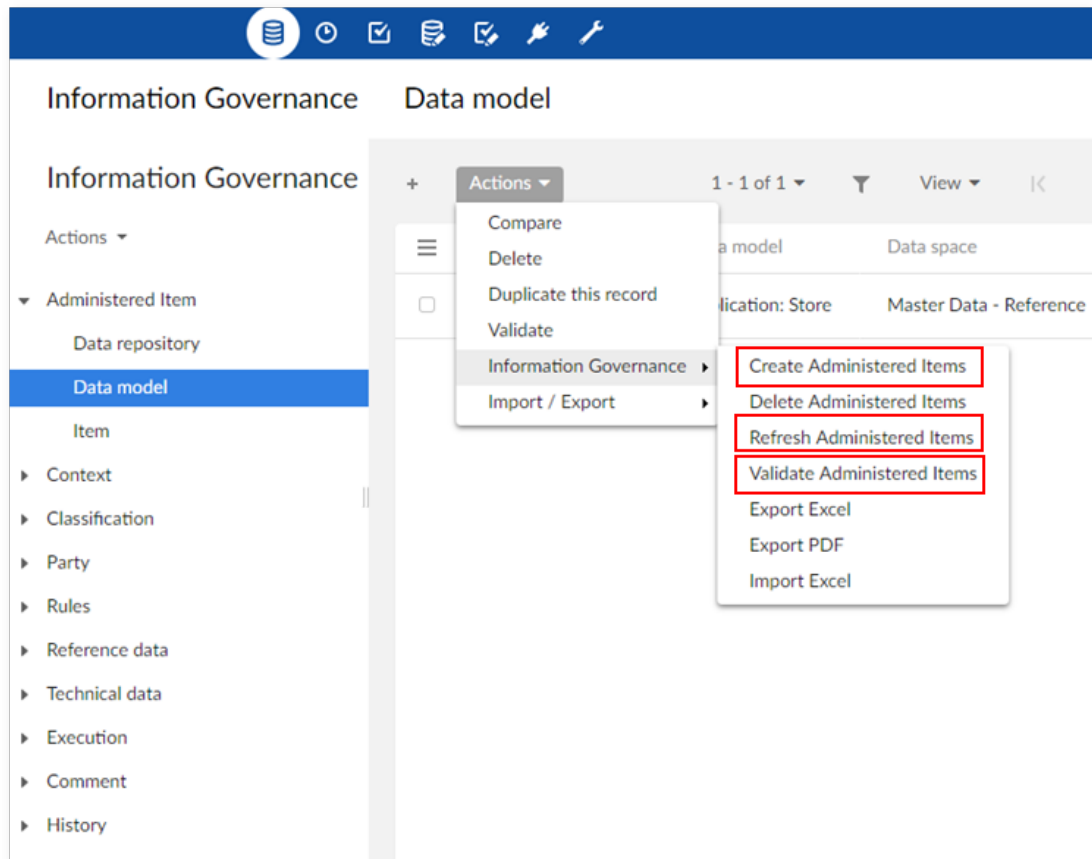 Information Governance
Data model
Information Governance
Actions
Administered Item
Data repository
Data model
Item
Context
Classification
Party
Rules
Reference data
Technical data
Execution
Comment
History
+ Actions 1 - 1 of 1 View
a model Data space
lication: Store Master Data - Reference
Compare
Delete
Duplicate this record
Validate
Information Governance
Import / Export
Create Administered Items
Delete Administered Items
Refresh Administered Items
Validate Administered Items
Export Excel
Export PDF
Import Excel